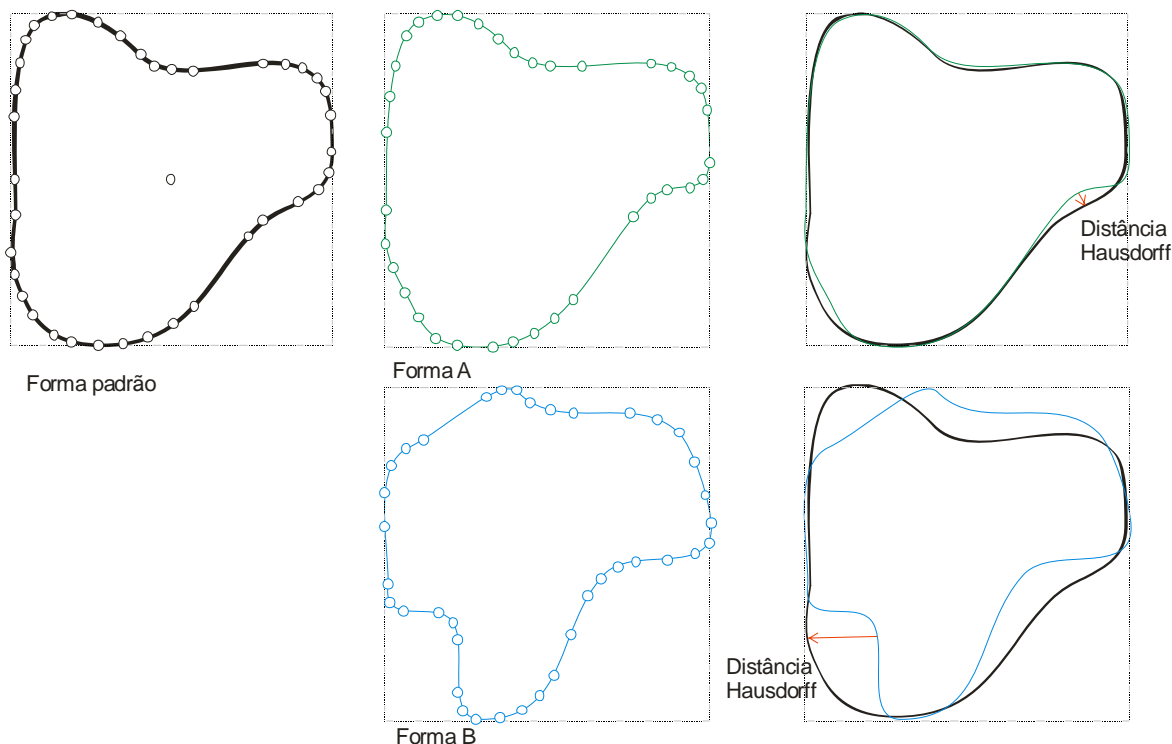 Distância
Hausdorff
Forma padrão
Forma A
Distância
Hausdorff
Forma B